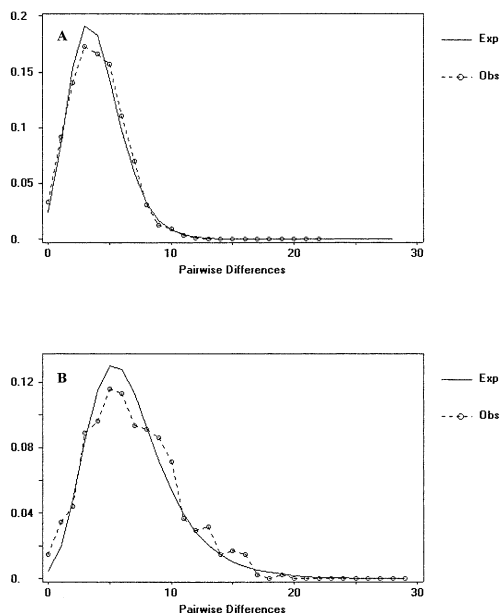 0.2
A
Exp
Obs
0.15
0.1
0.05
0.
0
10
20
30
Pairwise Differences
B
Exp
Obs
0.12
0.08
0.04
0.
0
10
20
30
Pairwise Differences